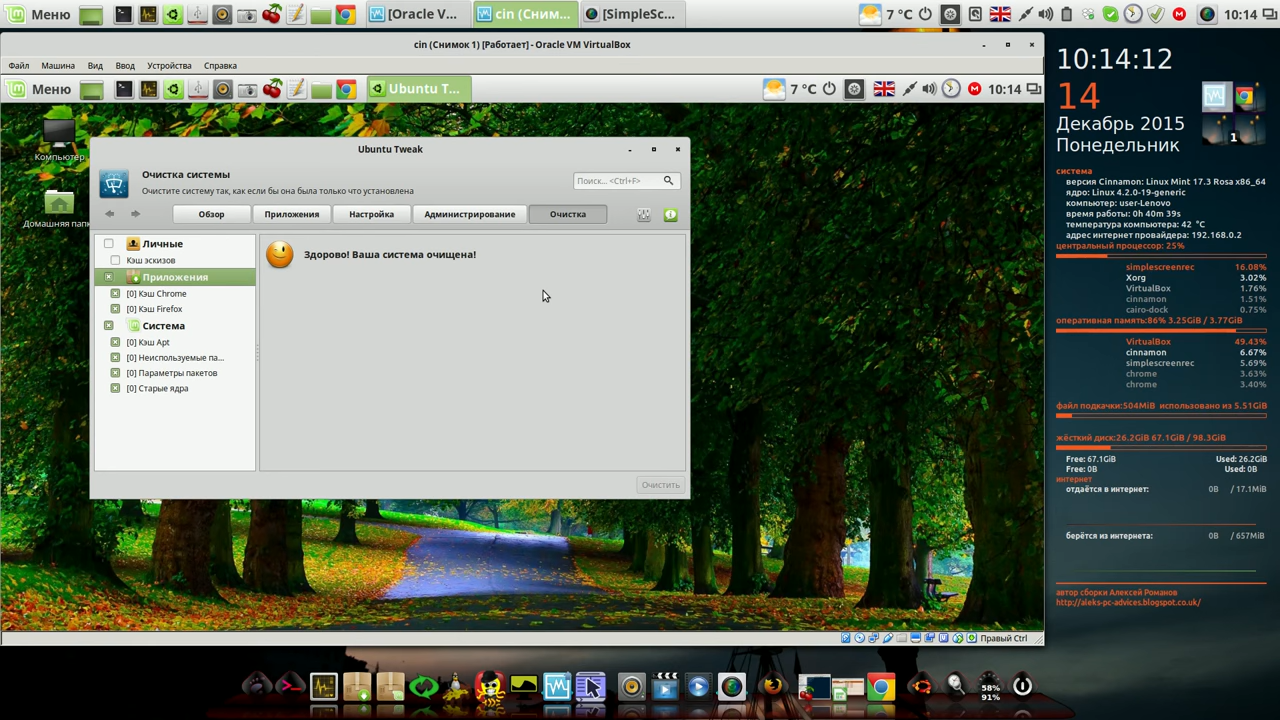 Меню
[Oracle V...
cin (Сним...
[SimpleSc...
7 °C
10:14
cin (Снимок 1) [Работает] - Oracle VM VirtualBox
Файл Машина Вид Ввод Устройства Справка
Меню
Ubuntu T...
7 °C
10:14
Компьютер
Домашняя пап
Ubuntu Tweak
Очистка системы
Очистите систему так, как если бы она была только что установлена
Поиск... <Ctrl+F>
Обзор Приложения Настройка Администрирование Очистка
Личные
Кэш эскизов
Приложения
[0] Кэш Chrome
[0] Кэш Firefox
Система
[0] Кэш Apt
[0] Неиспользуемые па...
[0] Параметры пакетов
[0] Старые ядра
Здорово! Ваша система очищена!
Очистить
Правый Ctrl
10:14:12
14
Декабрь 2015
Понедельник
1
система
версия Cinnamon: Linux Mint 17.3 Rosa x86_64
ядро: Linux 4.2.0-19-generic
компьютер: user-Lenovo
время работы: 0h 40m 39s
температура компьютера: 42 °C
адрес интернет провайдера: 192.168.0.2
центральный процессор: 25%
simplescreenrec 16.08%
Xorg 3.02%
VirtualBox 1.76%
cinnamon 1.51%
cairo-dock 0.75%
оперативная память:86% 3.25GiB / 3.77GiB
VirtualBox 49.43%
cinnamon 6.67%
simplescreenrec 5.69%
chrome 3.63%
chrome 3.40%
файл подкачки:504MiB использовано из 5.51GiB
жёсткий диск:26.2GiB 67.1GiB / 98.3GiB
Free: 67.1GiB Used: 26.2GiB
Free: 0B Used: 0B
интернет
отдаётся в интернет: 0B / 17.1MiB
берётся из интернета: 0B / 657MiB
автор сборки Алексей Романов
http://aleks-pc-advices.blogspot.co.uk/
58%
91%